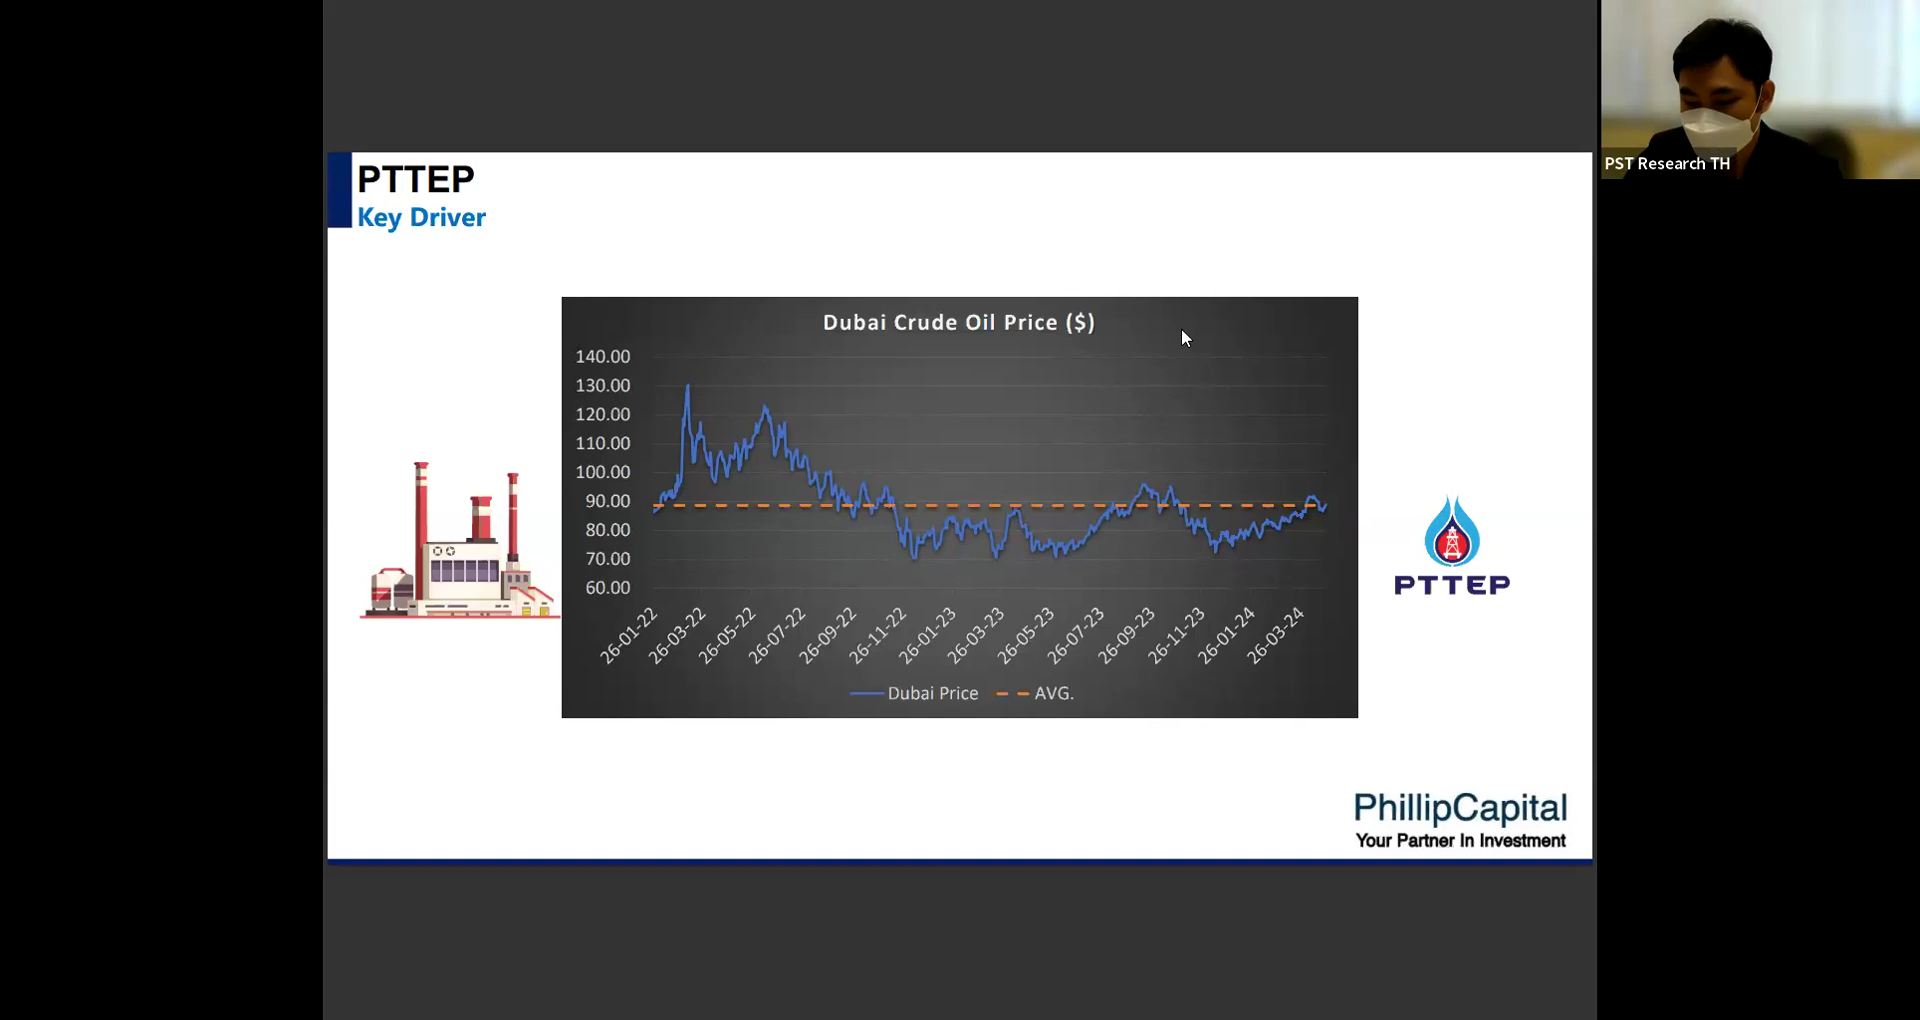 PTTEP
Key Driver
PST Research TH
Dubai Crude Oil Price ($)
140.00
130.00
120.00
110.00
100.00
90.00
80.00
70.00
60.00
26-01-22
26-03-22
26-05-22
26-07-22
26-09-22
26-11-22
26-01-23
26-03-23
26-05-23
26-07-23
26-09-23
26-11-23
26-01-24
26-03-24
Dubai Price
AVG.
PTTEP
PhillipCapital
Your Partner In Investment